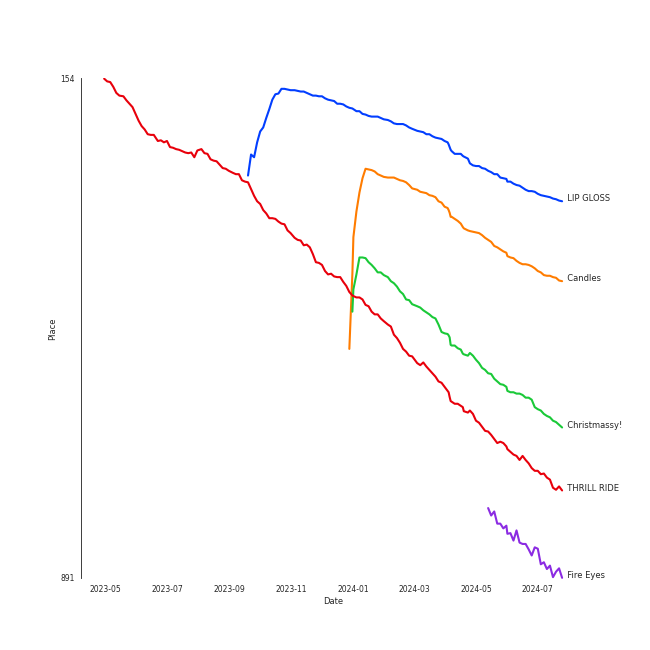 154
LIP GLOSS
Candles
Place
Christmassy!
THRILL RIDE
891
Fire Eyes
2023-05 2023-07 2023-09 2023-11 2024-01 2024-03 2024-05 2024-07
Date